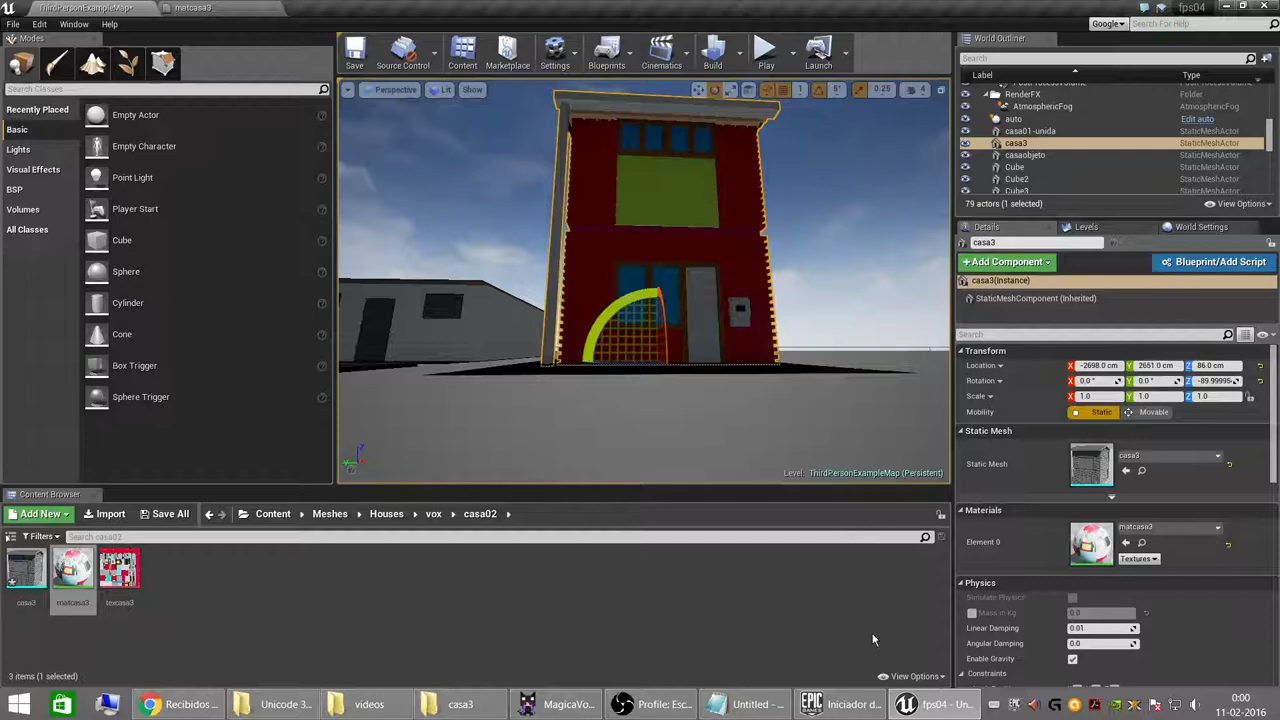 ThirdPersonExampleMap*
matcasa3
fps04
File Edit Window Help
Google Search For Help
Modes
Search Classes
Recently Placed
Basic
Lights
Visual Effects
BSP
Volumes
All Classes
Empty Actor
Empty Character
Point Light
Player Start
Cube
Sphere
Cylinder
Cone
Box Trigger
Sphere Trigger
Save Source Control Content Marketplace Settings Blueprints Cinematics Build Play Launch
Perspective Lit Show
1 5° 0.25 4
Level: ThirdPersonExampleMap (Persistent)
World Outliner
Search
Label Type
RenderFX Folder
AtmosphericFog AtmosphericFog
auto Edit auto
casa01-unida StaticMeshActor
casa3 StaticMeshActor
casaobjeto StaticMeshActor
Cube StaticMeshActor
Cube2 StaticMeshActor
Cube3 StaticMeshActor
79 actors (1 selected) View Options
Details Levels World Settings
casa3
+Add Component Blueprint/Add Script
casa3(Instance)
StaticMeshComponent (Inherited)
Search
Transform
Location X -2698.0 cm Y 2651.0 cm Z 86.0 cm
Rotation X 0.0 ° Y 0.0 ° Z -89.99995
Scale X 1.0 Y 1.0 Z 1.0
Mobility Static Movable
Static Mesh
Static Mesh casa3
Materials
Element 0 matcasa3
Textures
Physics
Simulate Physics
Mass in Kg 0.0
Linear Damping 0.01
Angular Damping 0.0
Enable Gravity
Constraints
Content Browser
Add New Import Save All Content Meshes Houses vox casa02
Filters Search casa02
casa3 matcasa3 texcasa3
3 items (1 selected) View Options
Recibidos ... Unicode 3... videos casa3 MagicaVo... Profile: Esc... Untitled - ... Iniciador d... fps04 - Un...
0:00
11-02-2016